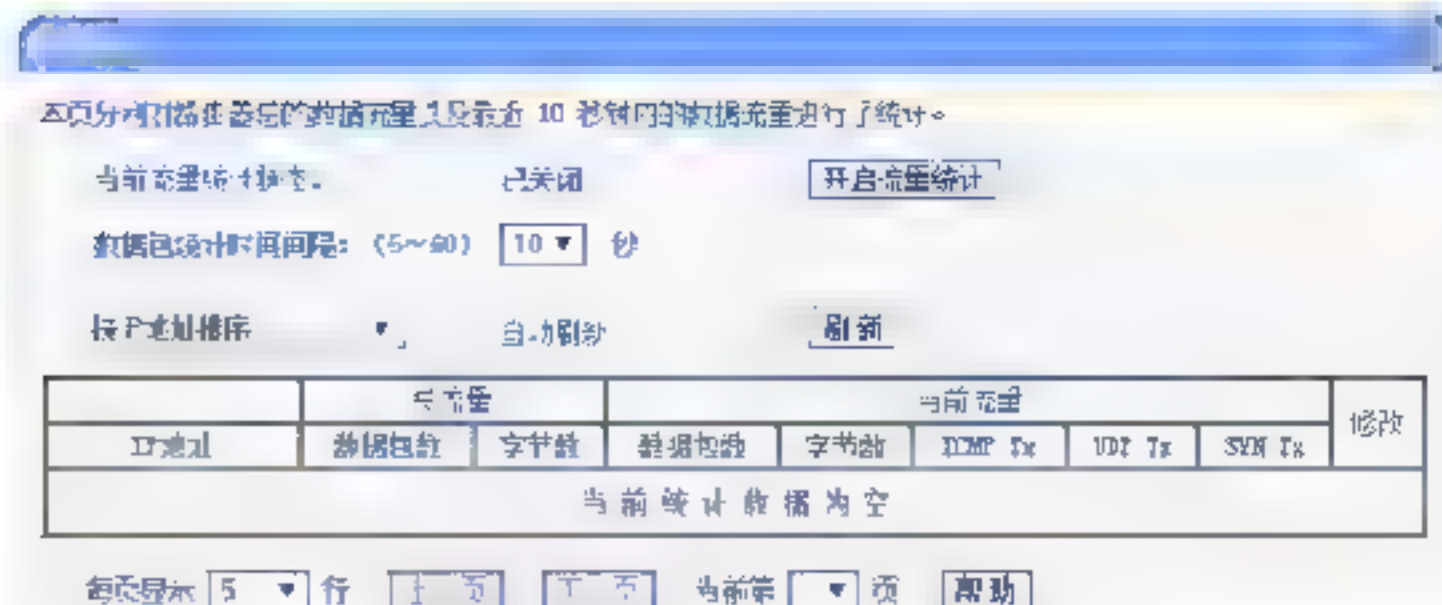 本页分别对路由器总的数据流量以及最近 10 秒钟内的数据流量进行了统计。
当前流量统计状态: 已关闭 开启流量统计
数据包统计时间间隔: (5~60) 10 秒
按IP地址排序 自动刷新 刷新
总流量 当前流量 修改
IP地址 数据包数 字节数 数据包数 字节数 ICMP Tx UDP Tx SYN Tx
当前统计数据为空
每页显示 5 行 上一页 下一页 当前第 页 帮助